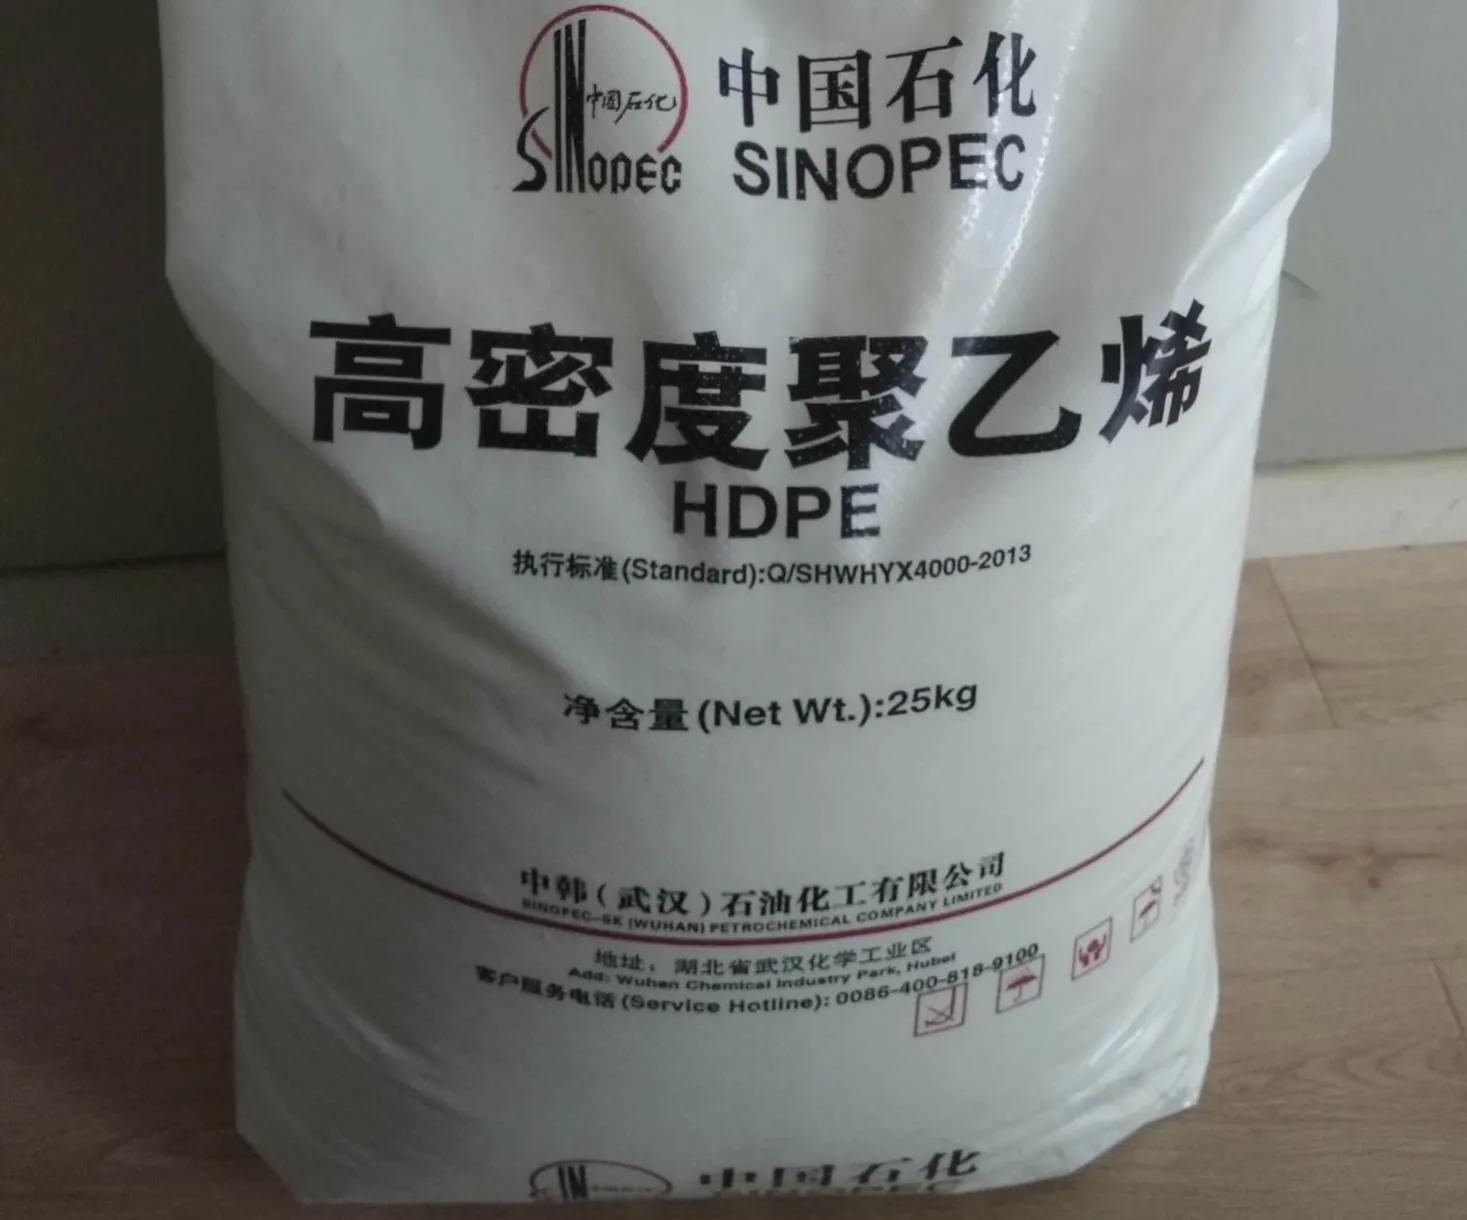 中国石化
SINOPEC
中国石化
SINOPEC
高密度聚乙烯
HDPE
执行标准(Standard):Q/SHWHYX4000-2013
净含量(Net Wt.):25kg
中韩(武汉)石油化工有限公司
SINOPEC-SK (WUHAN) PETROCHEMICAL COMPANY LIMITED
地址：湖北省武汉化学工业区
Add: Wuhan Chemical Industry Park, Hubei
客户服务电话(Service Hotline): 0086-400-818-9100
中国石化
SINOPEC